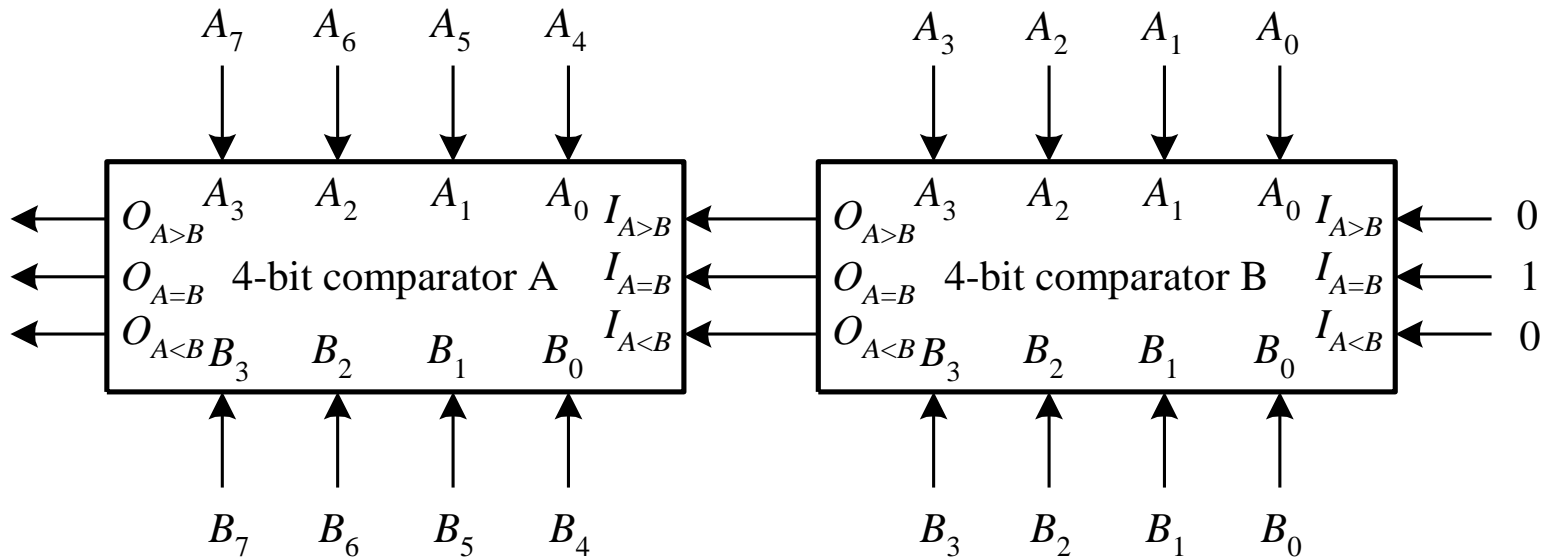 A7 A6 A5 A4 A3 A2 A1 A0
A3 A2 A1 A0 A3 A2 A1 A0
OA>B IA>B OA>B IA>B 0
OA=B 4-bit comparator A IA=B OA=B 4-bit comparator B IA=B 1
OA<B IA<B OA<B IA<B 0
B3 B2 B1 B0 B3 B2 B1 B0
B7 B6 B5 B4 B3 B2 B1 B0